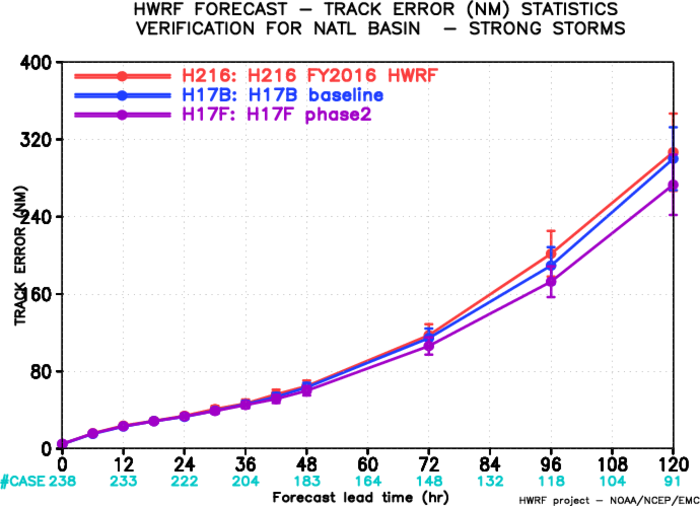 HWRF FORECAST – TRACK ERROR (NM) STATISTICS
VERIFICATION FOR NATL BASIN – STRONG STORMS
H216: H216 FY2016 HWRF
H17B: H17B baseline
H17F: H17F phase2
TRACK ERROR (NM)
400
320
240
160
80
0
0 12 24 36 48 60 72 84 96 108 120
#CASE 238 233 222 204 183 164 148 132 118 104 91
Forecast lead time (hr)
HWRF project – NOAA/NCEP/EMC